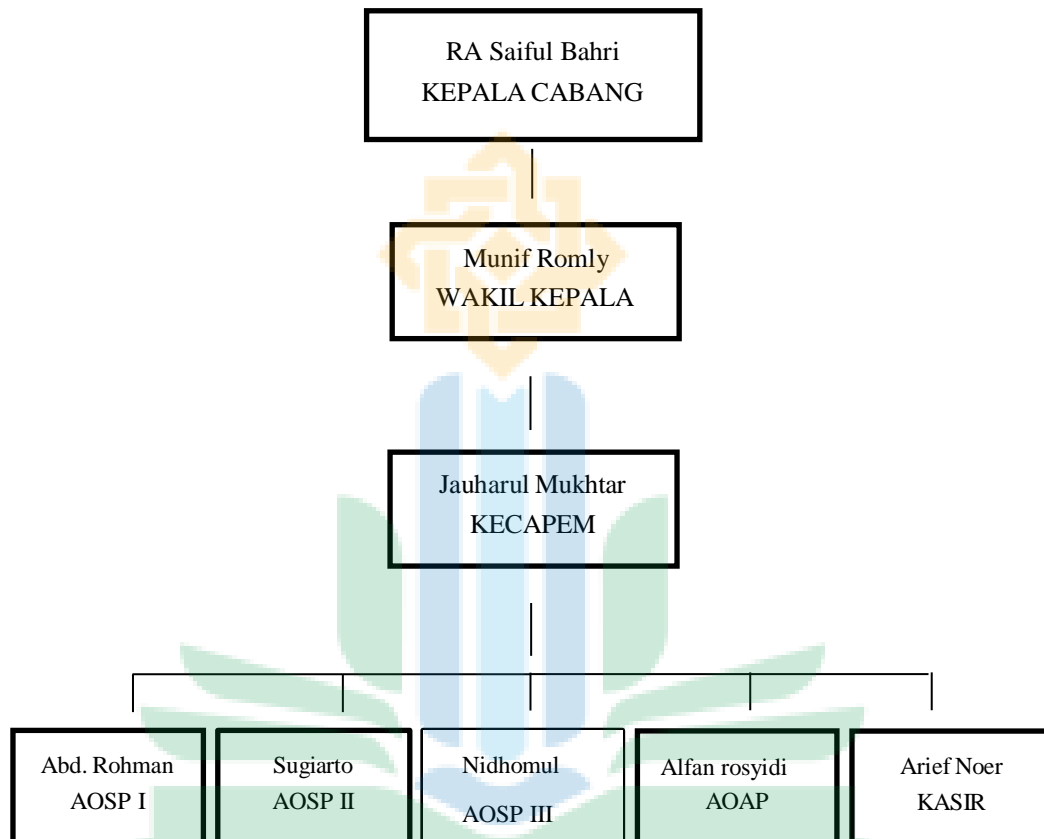 RA Saiful Bahri
KEPALA CABANG
Munif Romly
WAKIL KEPALA
Jauharul Mukhtar
KECAPEM
Abd. Rohman
AOSP I
Sugiarto
AOSP II
Nidhomul
AOSP III
Alfan rosyidi
AOAP
Arief Noer
KASIR